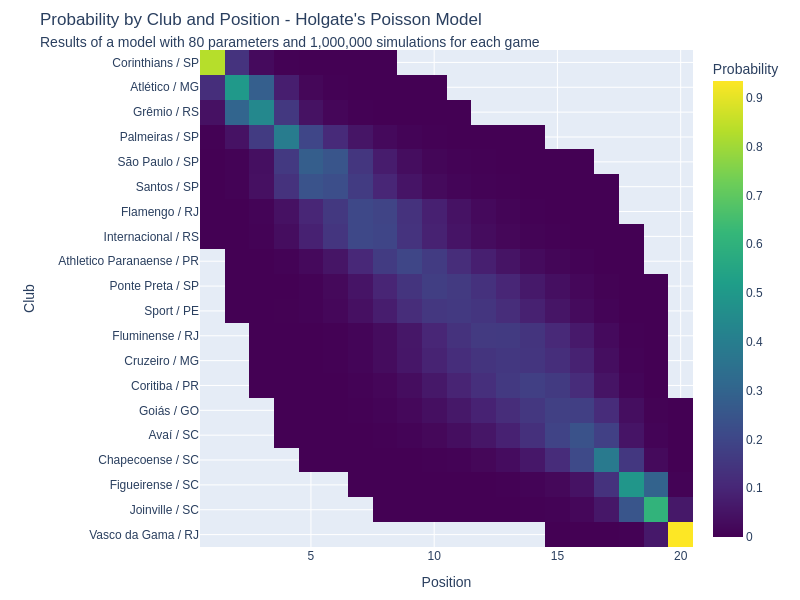 Probability by Club and Position - Holgate's Poisson Model
Results of a model with 80 parameters and 1,000,000 simulations for each game
Probability
Club
Corinthians / SP
Atlético / MG
Grêmio / RS
Palmeiras / SP
São Paulo / SP
Santos / SP
Flamengo / RJ
Internacional / RS
Athletico Paranaense / PR
Ponte Preta / SP
Sport / PE
Fluminense / RJ
Cruzeiro / MG
Coritiba / PR
Goiás / GO
Avaí / SC
Chapecoense / SC
Figueirense / SC
Joinville / SC
Vasco da Gama / RJ
0.9
0.8
0.7
0.6
0.5
0.4
0.3
0.2
0.1
0
5 10 15 20
Position